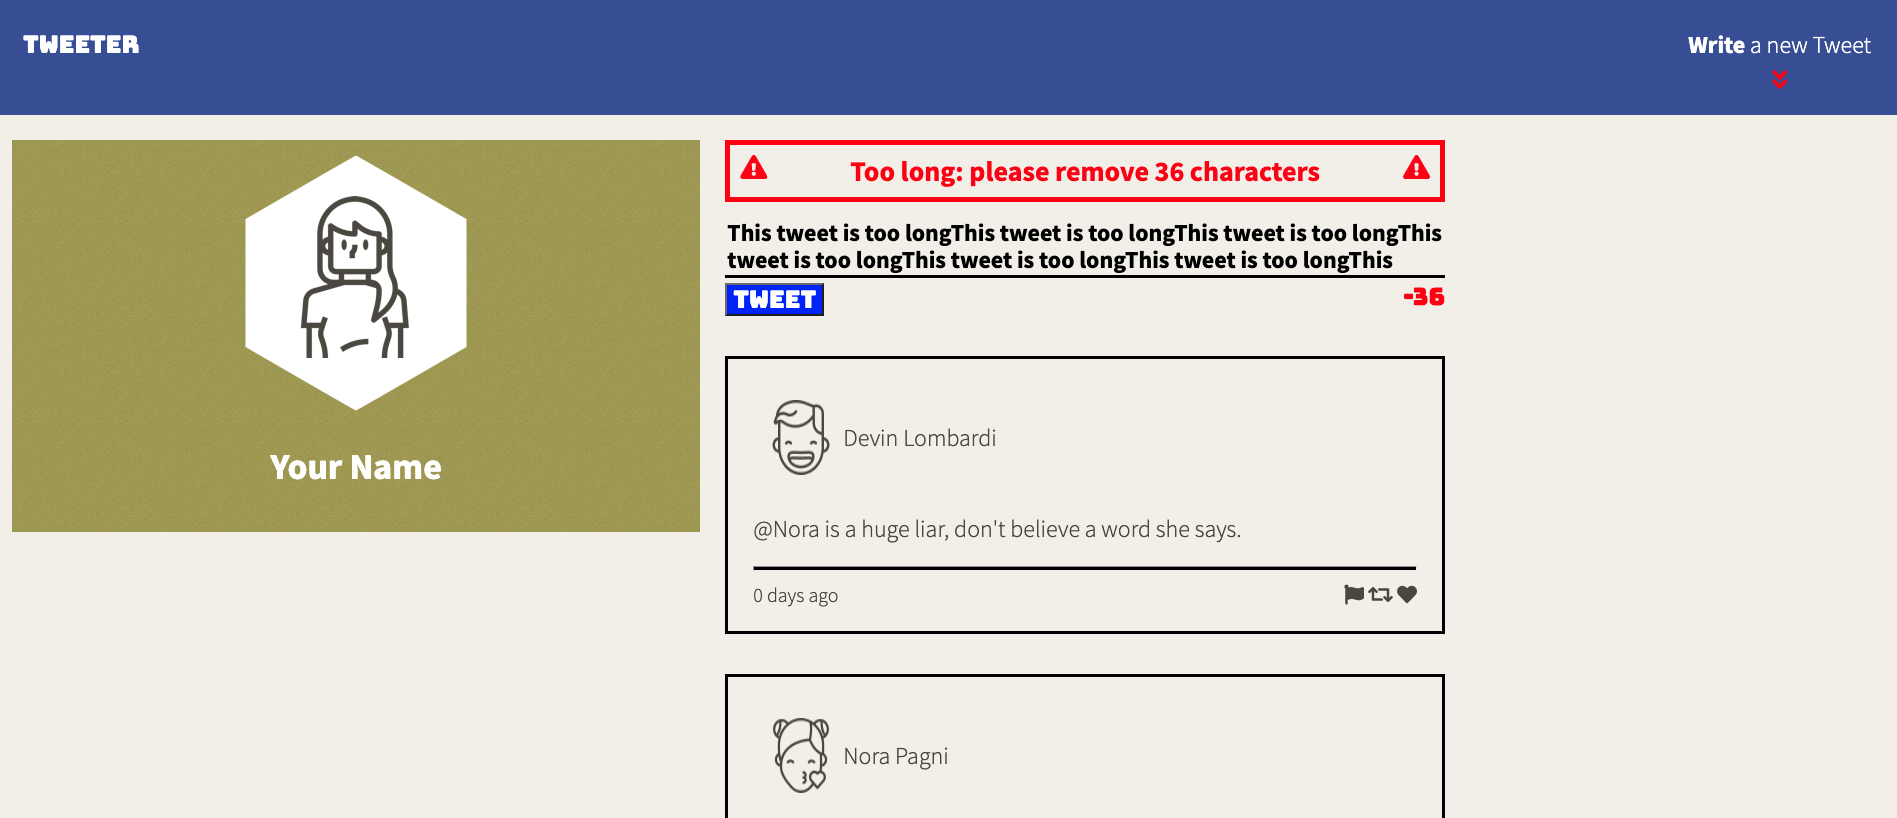 TWEETER
Write a new Tweet
Your Name
Too long: please remove 36 characters
This tweet is too longThis tweet is too longThis tweet is too longThis
tweet is too longThis tweet is too longThis tweet is too longThis
TWEET
-36
Devin Lombardi
@Nora is a huge liar, don't believe a word she says.
0 days ago
Nora Pagni